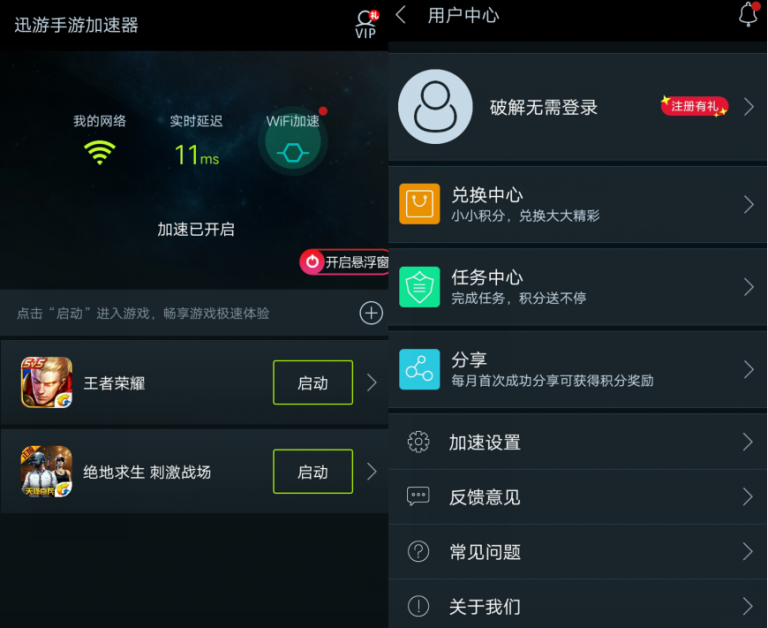 迅游手游加速器
礼
VIP
我的网络
实时延迟
WiFi加速
11ms
加速已开启
开启悬浮窗
点击“启动”进入游戏，畅享游戏极速体验
5V5
王者荣耀
启动
绝地求生 刺激战场
启动
用户中心
破解无需登录
注册有礼
兑换中心
小小积分，兑换大大精彩
任务中心
完成任务，积分送不停
分享
每月首次成功分享可获得积分奖励
加速设置
反馈意见
常见问题
关于我们